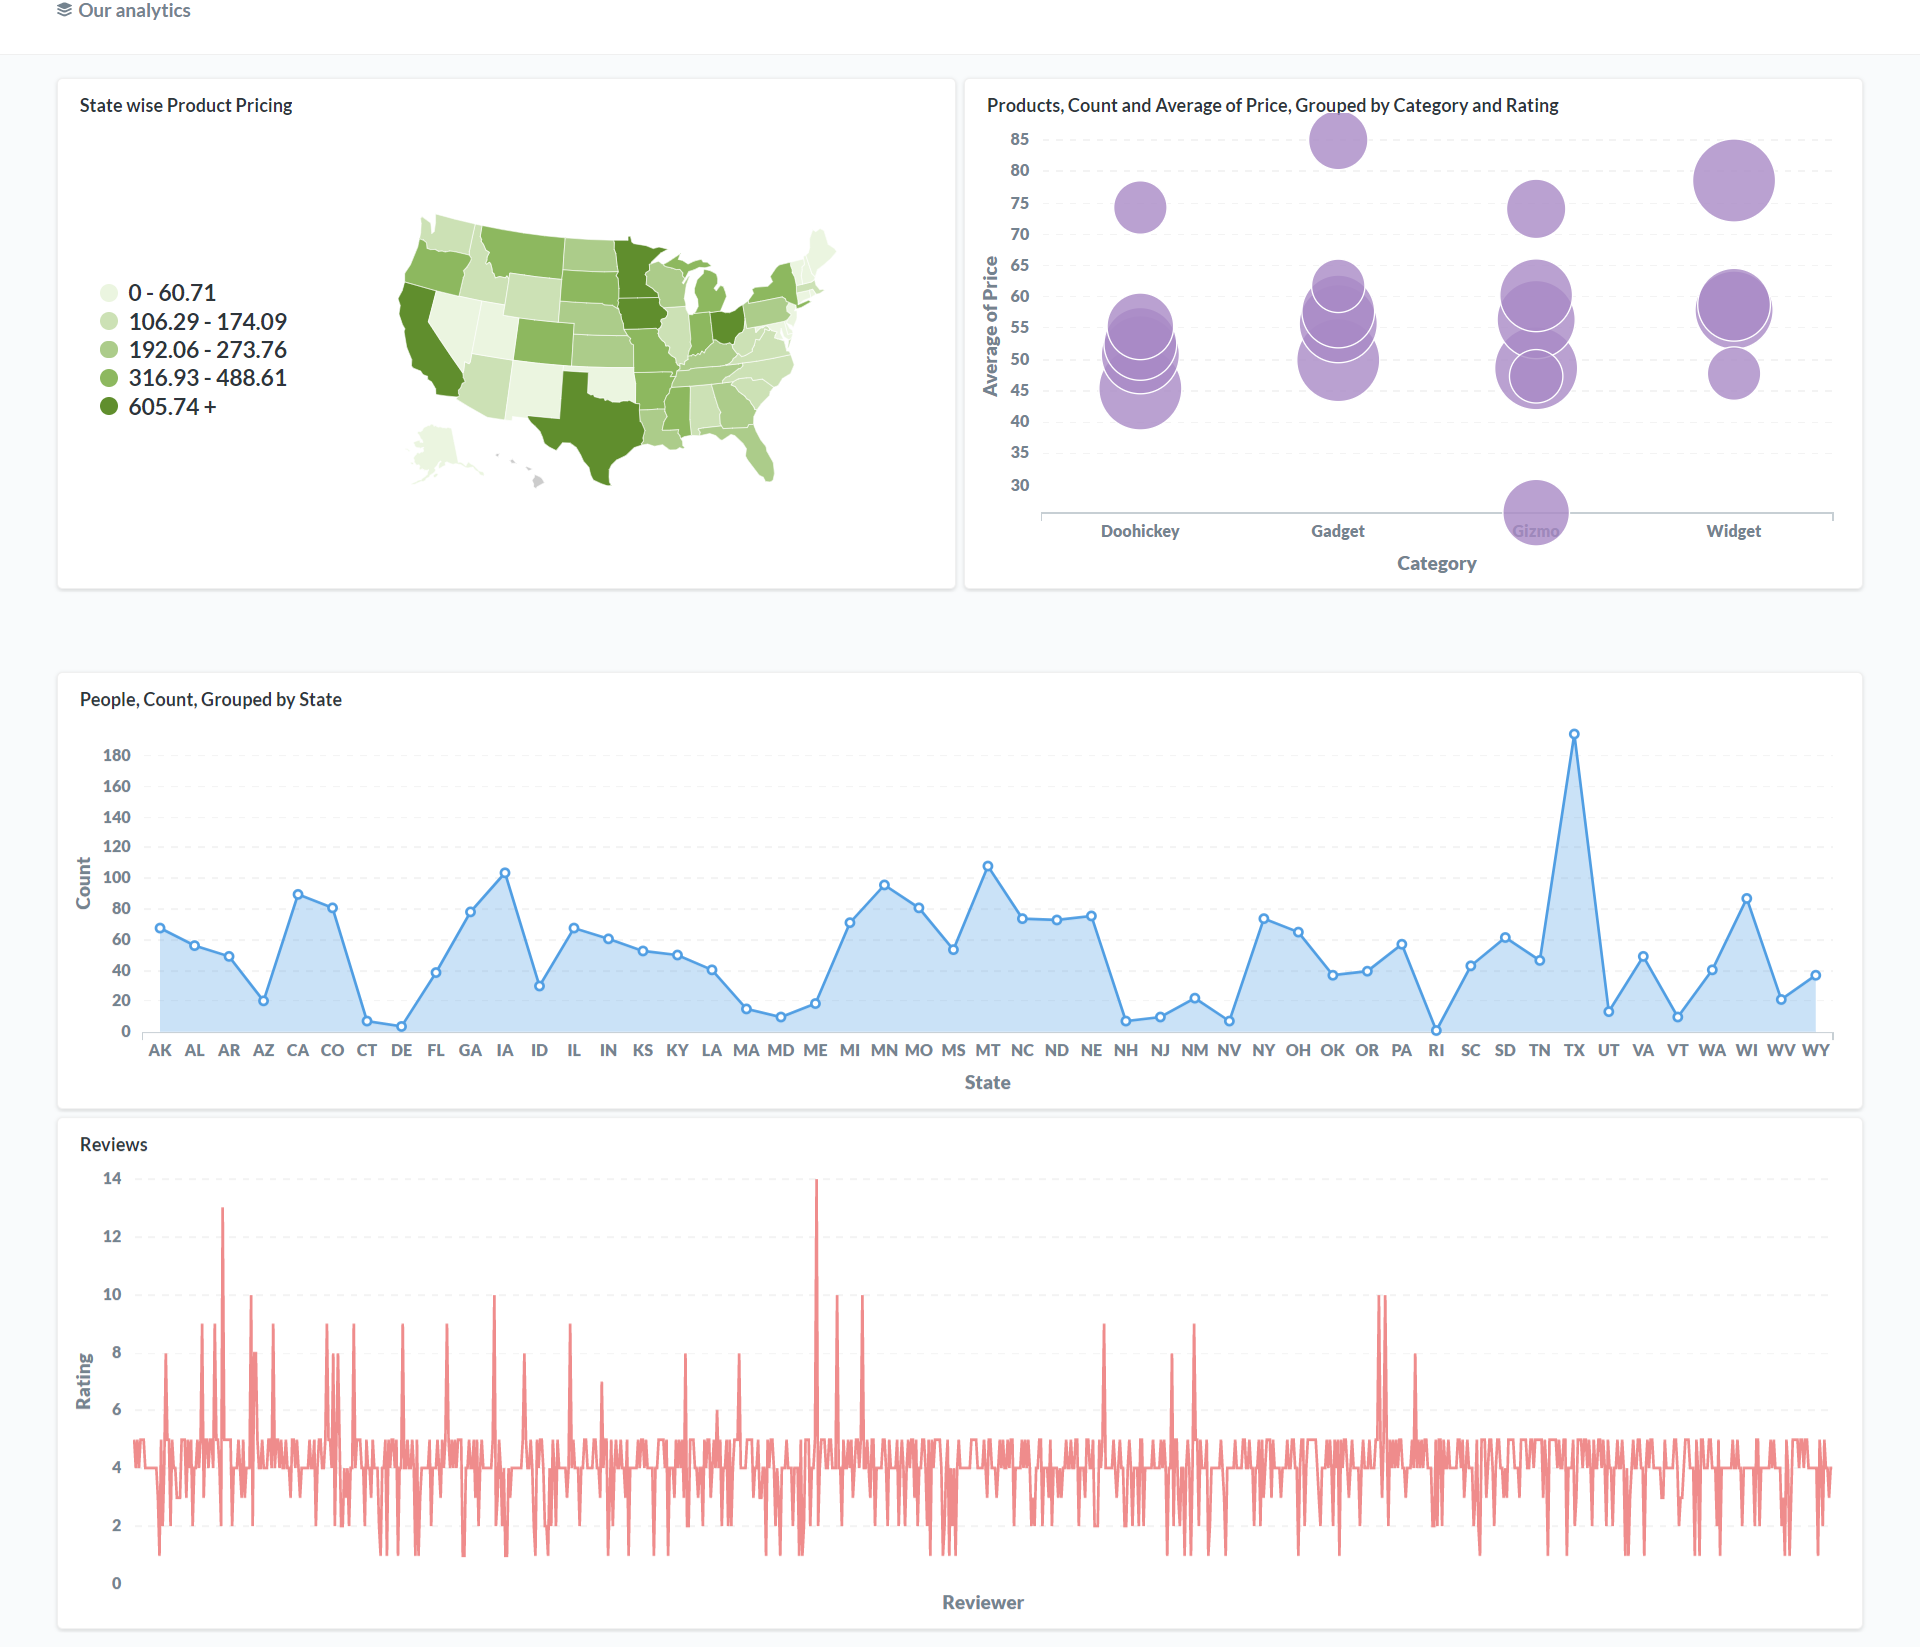 Our analytics
State wise Product Pricing
0 - 60.71
106.29 - 174.09
192.06 - 273.76
316.93 - 488.61
605.74 +
Products, Count and Average of Price, Grouped by Category and Rating
Average of Price
85
80
75
70
65
60
55
50
45
40
35
30
Doohickey Gadget Gizmo Widget
Category
People, Count, Grouped by State
Count
180
160
140
120
100
80
60
40
20
0
AK AL AR AZ CA CO CT DE FL GA IA ID IL IN KS KY LA MA MD ME MI MN MO MS MT NC ND NE NH NJ NM NV NY OH OK OR PA RI SC SD TN TX UT VA VT WA WI WV WY
State
Reviews
Rating
14
12
10
8
6
4
2
0
Reviewer